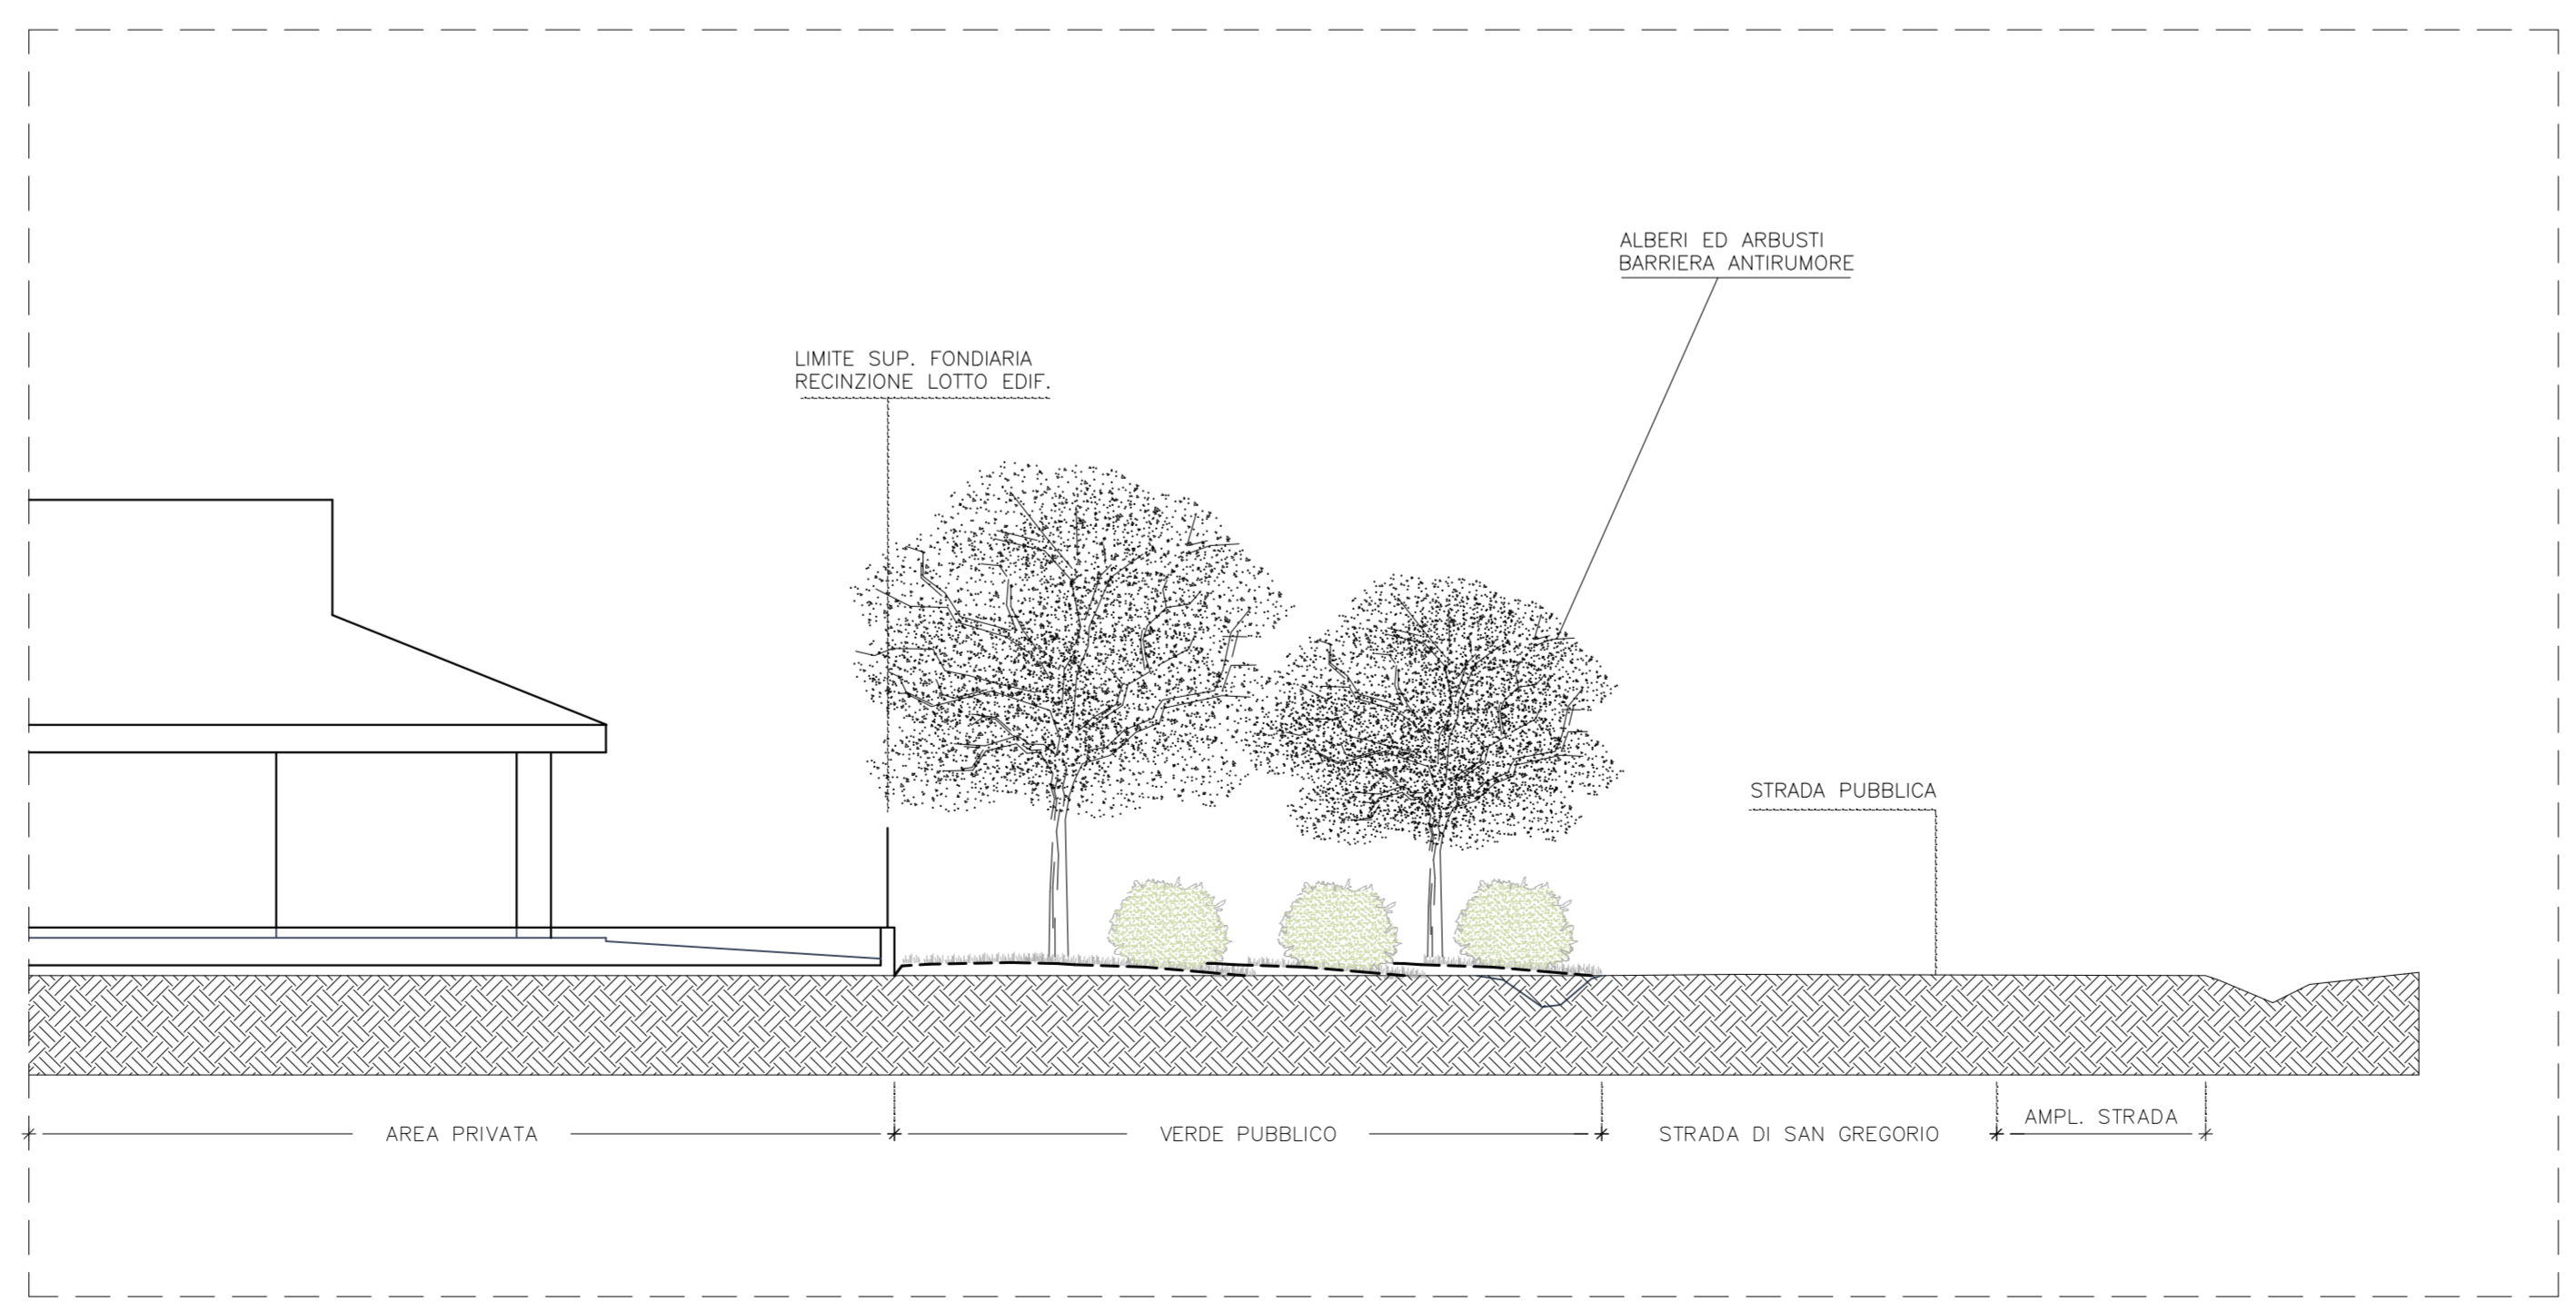 ALBERI ED ARBUSTI
BARRIERA ANTIRUMORE
LIMITE SUP. FONDIARIA
RECINZIONE LOTTO EDIF.
STRADA PUBBLICA
AREA PRIVATA
VERDE PUBBLICO
STRADA DI SAN GREGORIO
AMPL. STRADA